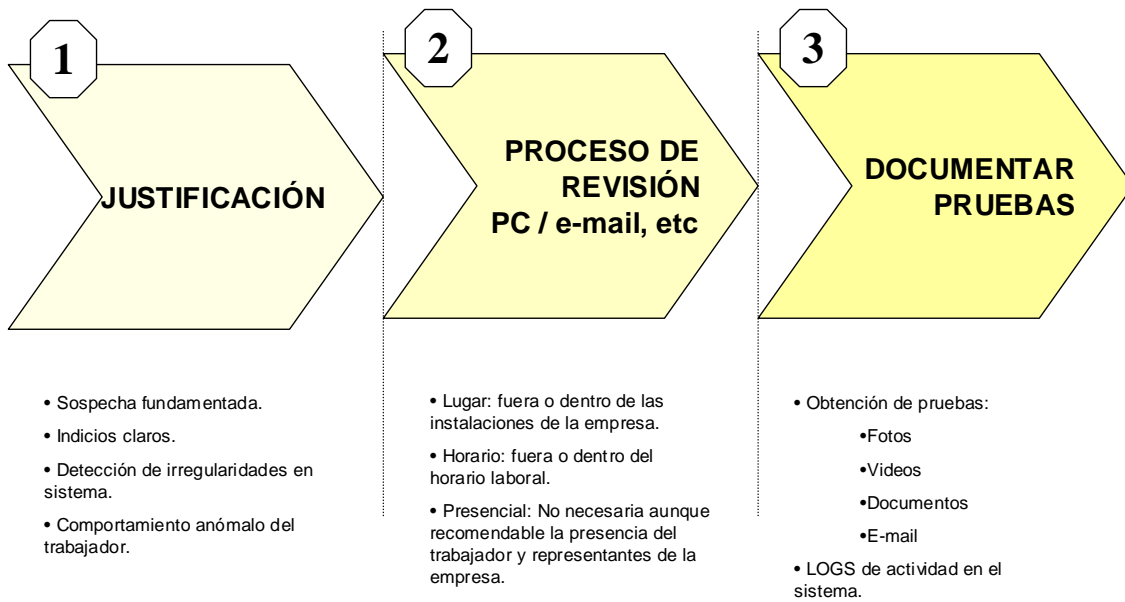 1
JUSTIFICACIÓN
• Sospecha fundamentada.
• Indicios claros.
• Detección de irregularidades en
sistema.
• Comportamiento anómalo del
trabajador.
2
PROCESO DE
REVISIÓN
PC / e-mail, etc
• Lugar: fuera o dentro de las
instalaciones de la empresa.
• Horario: fuera o dentro del
horario laboral.
• Presencial: No necesaria aunque
recomendable la presencia del
trabajador y representantes de la
empresa.
3
DOCUMENTAR
PRUEBAS
• Obtención de pruebas:
•Fotos
•Videos
•Documentos
•E-mail
• LOGS de actividad en el
sistema.